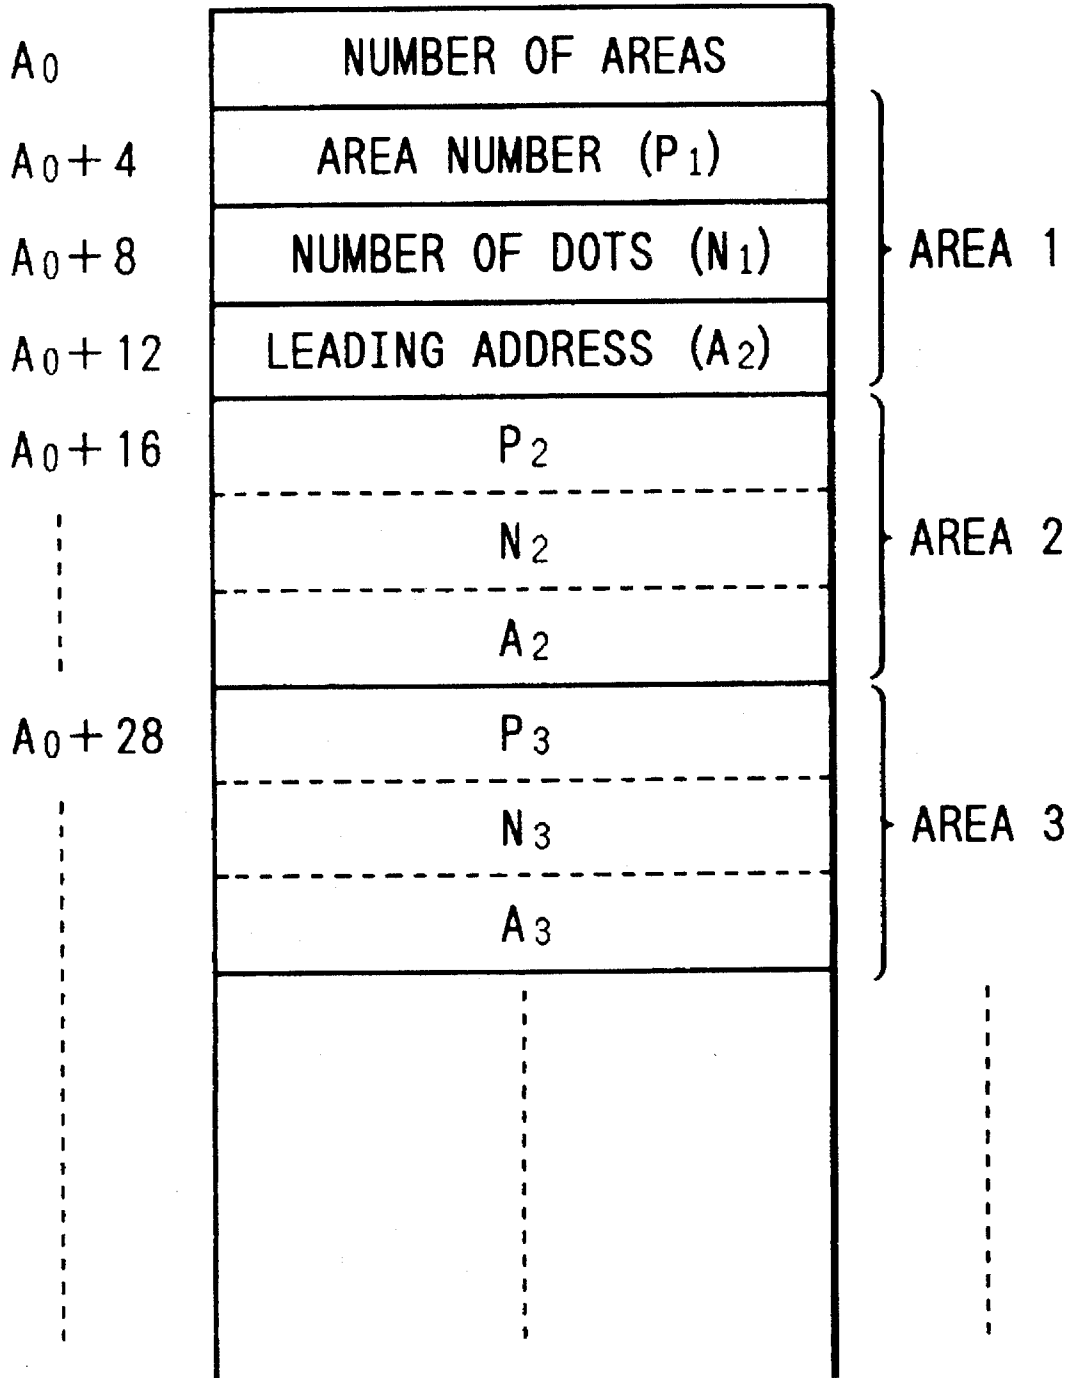 A0 NUMBER OF AREAS
A0+4 AREA NUMBER (P1)
A0+8 NUMBER OF DOTS (N1) AREA 1
A0+12 LEADING ADDRESS (A2)
A0+16 P2
N2 AREA 2
A2
A0+28 P3
N3 AREA 3
A3